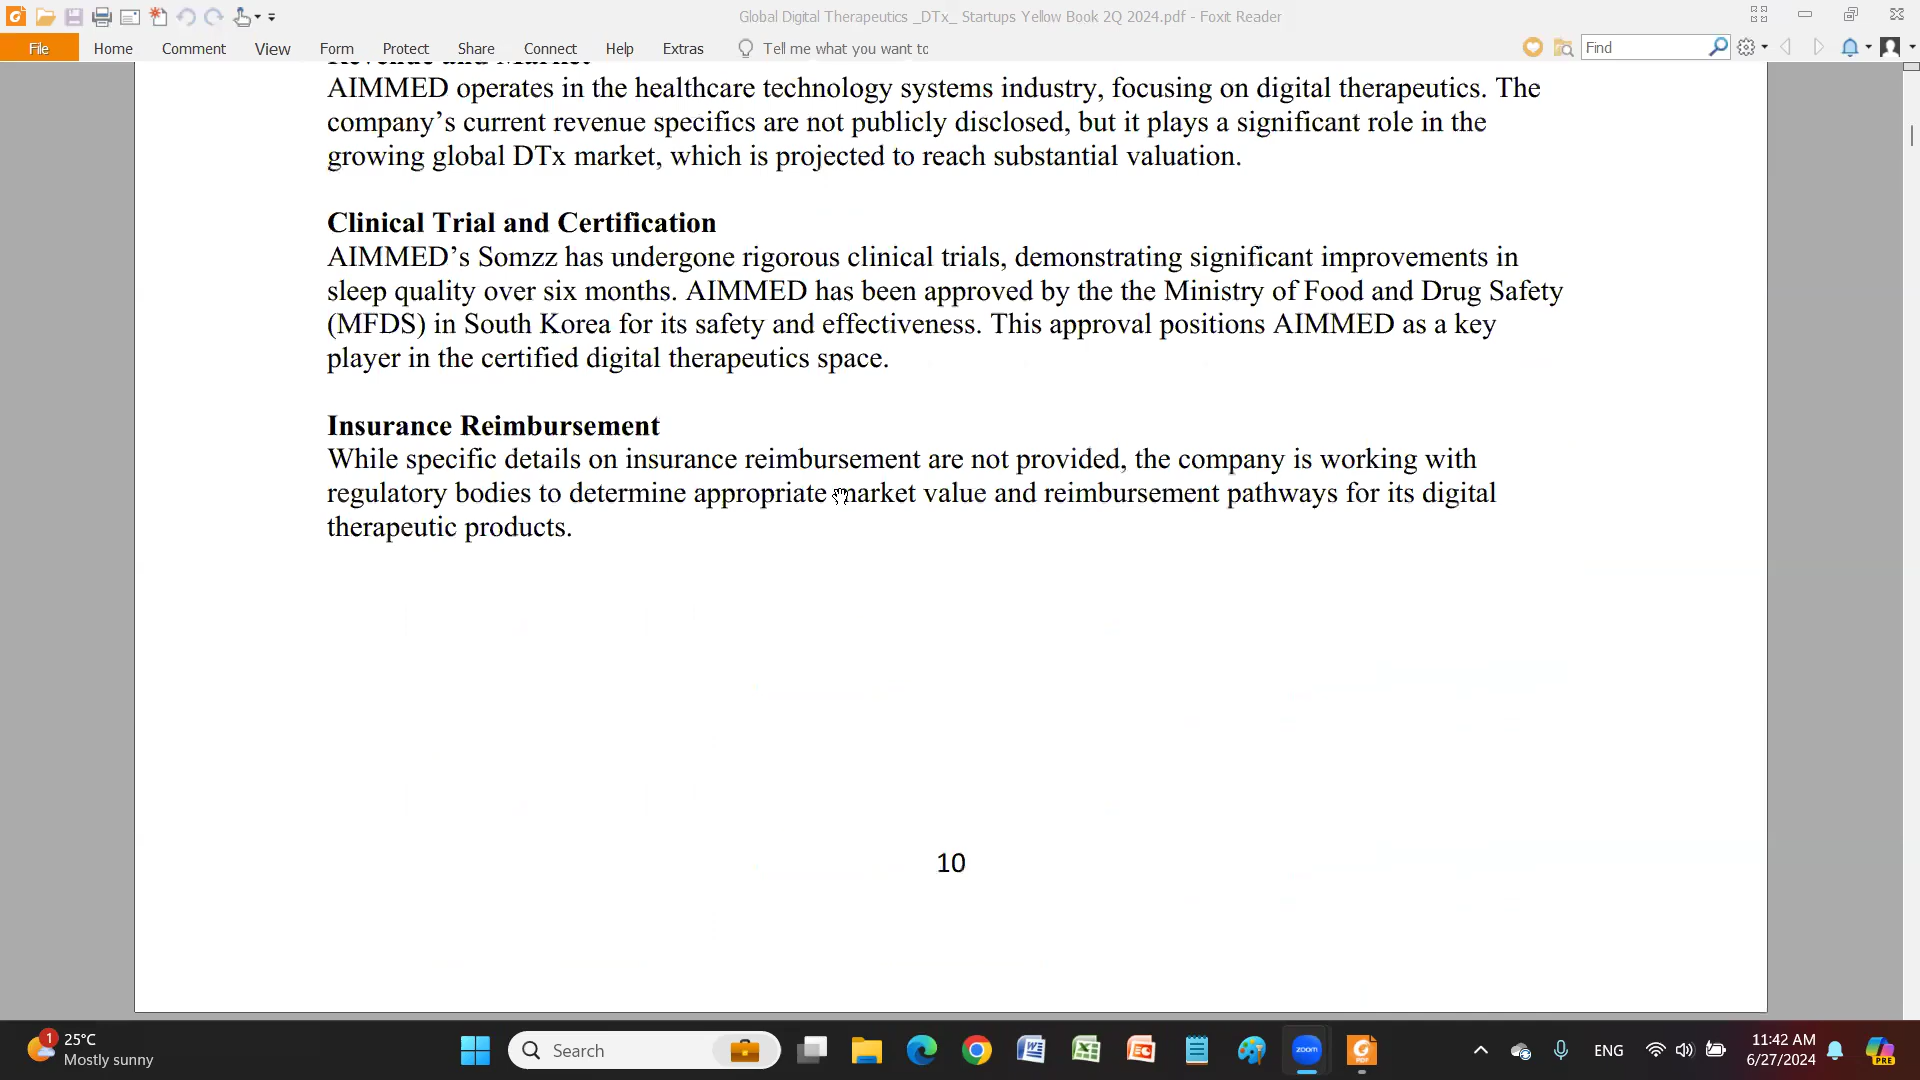 Global Digital Therapeutics _DTx_ Startups Yellow Book 2Q 2024.pdf - Foxit Reader
File Home Comment View Form Protect Share Connect Help Extras Tell me what you want to Find
Revenue and Market
AIMMED operates in the healthcare technology systems industry, focusing on digital therapeutics. The
company’s current revenue specifics are not publicly disclosed, but it plays a significant role in the
growing global DTx market, which is projected to reach substantial valuation.
Clinical Trial and Certification
AIMMED’s Somzz has undergone rigorous clinical trials, demonstrating significant improvements in
sleep quality over six months. AIMMED has been approved by the the Ministry of Food and Drug Safety
(MFDS) in South Korea for its safety and effectiveness. This approval positions AIMMED as a key
player in the certified digital therapeutics space.
Insurance Reimbursement
While specific details on insurance reimbursement are not provided, the company is working with
regulatory bodies to determine appropriate market value and reimbursement pathways for its digital
therapeutic products.
10
1
25°C
Mostly sunny
Search
zoom
PDF
ENG
11:42 AM
6/27/2024
PRE